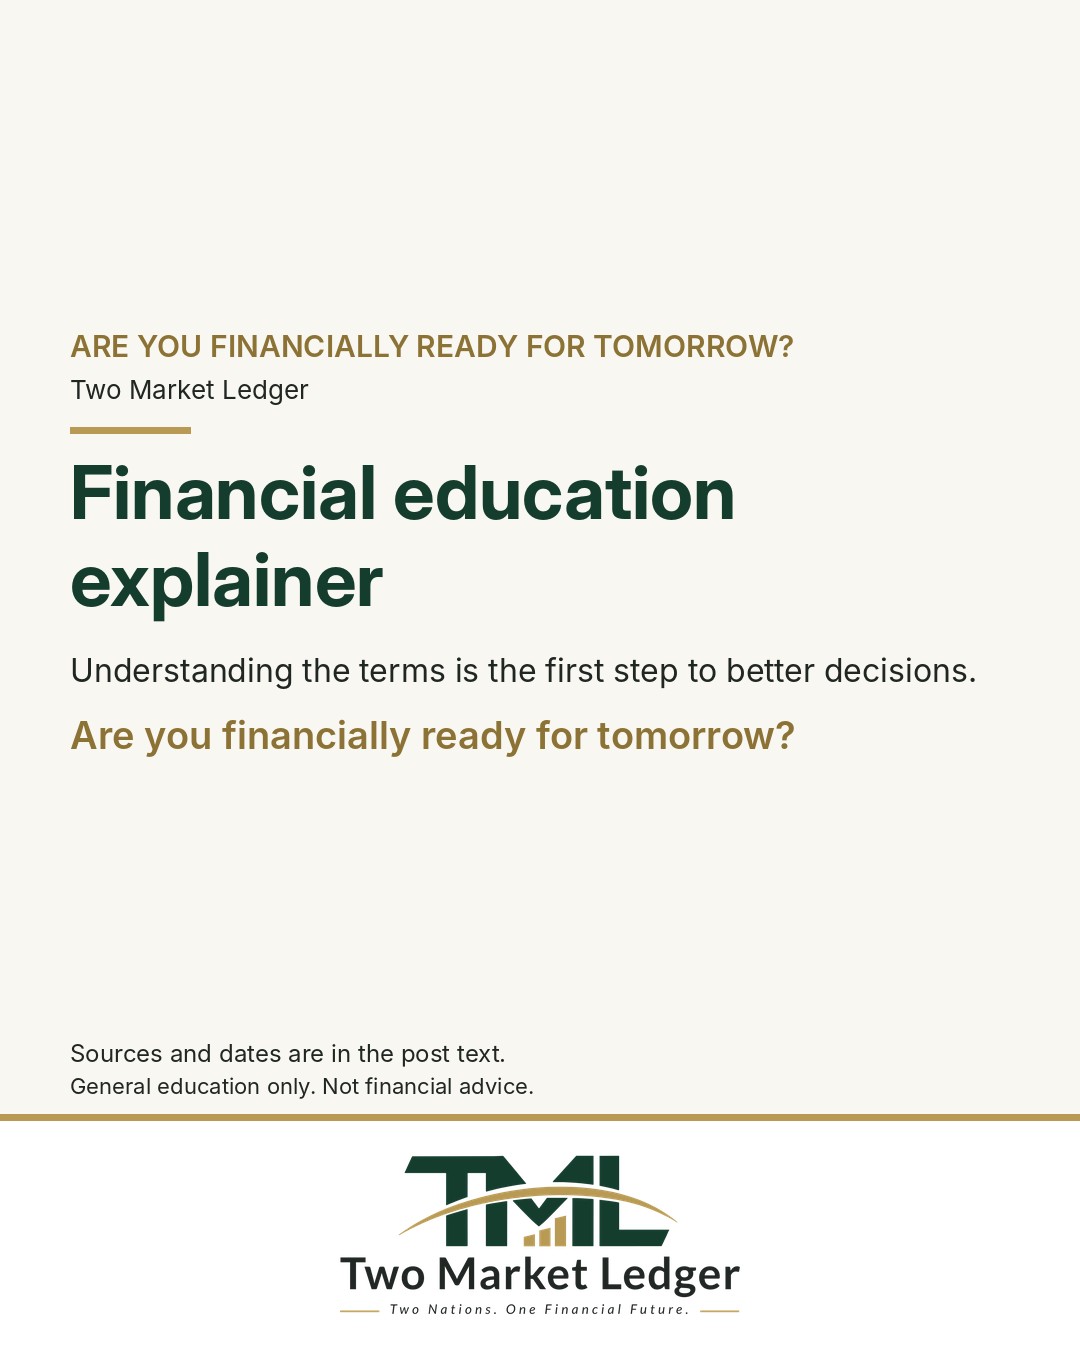 ARE YOU FINANCIALLY READY FOR TOMORROW?
Two Market Ledger
Financial education
explainer
Understanding the terms is the first step to better decisions.
Are you financially ready for tomorrow?
Sources and dates are in the post text.
General education only. Not financial advice.
TML
Two Market Ledger
Two Nations. One Financial Future.